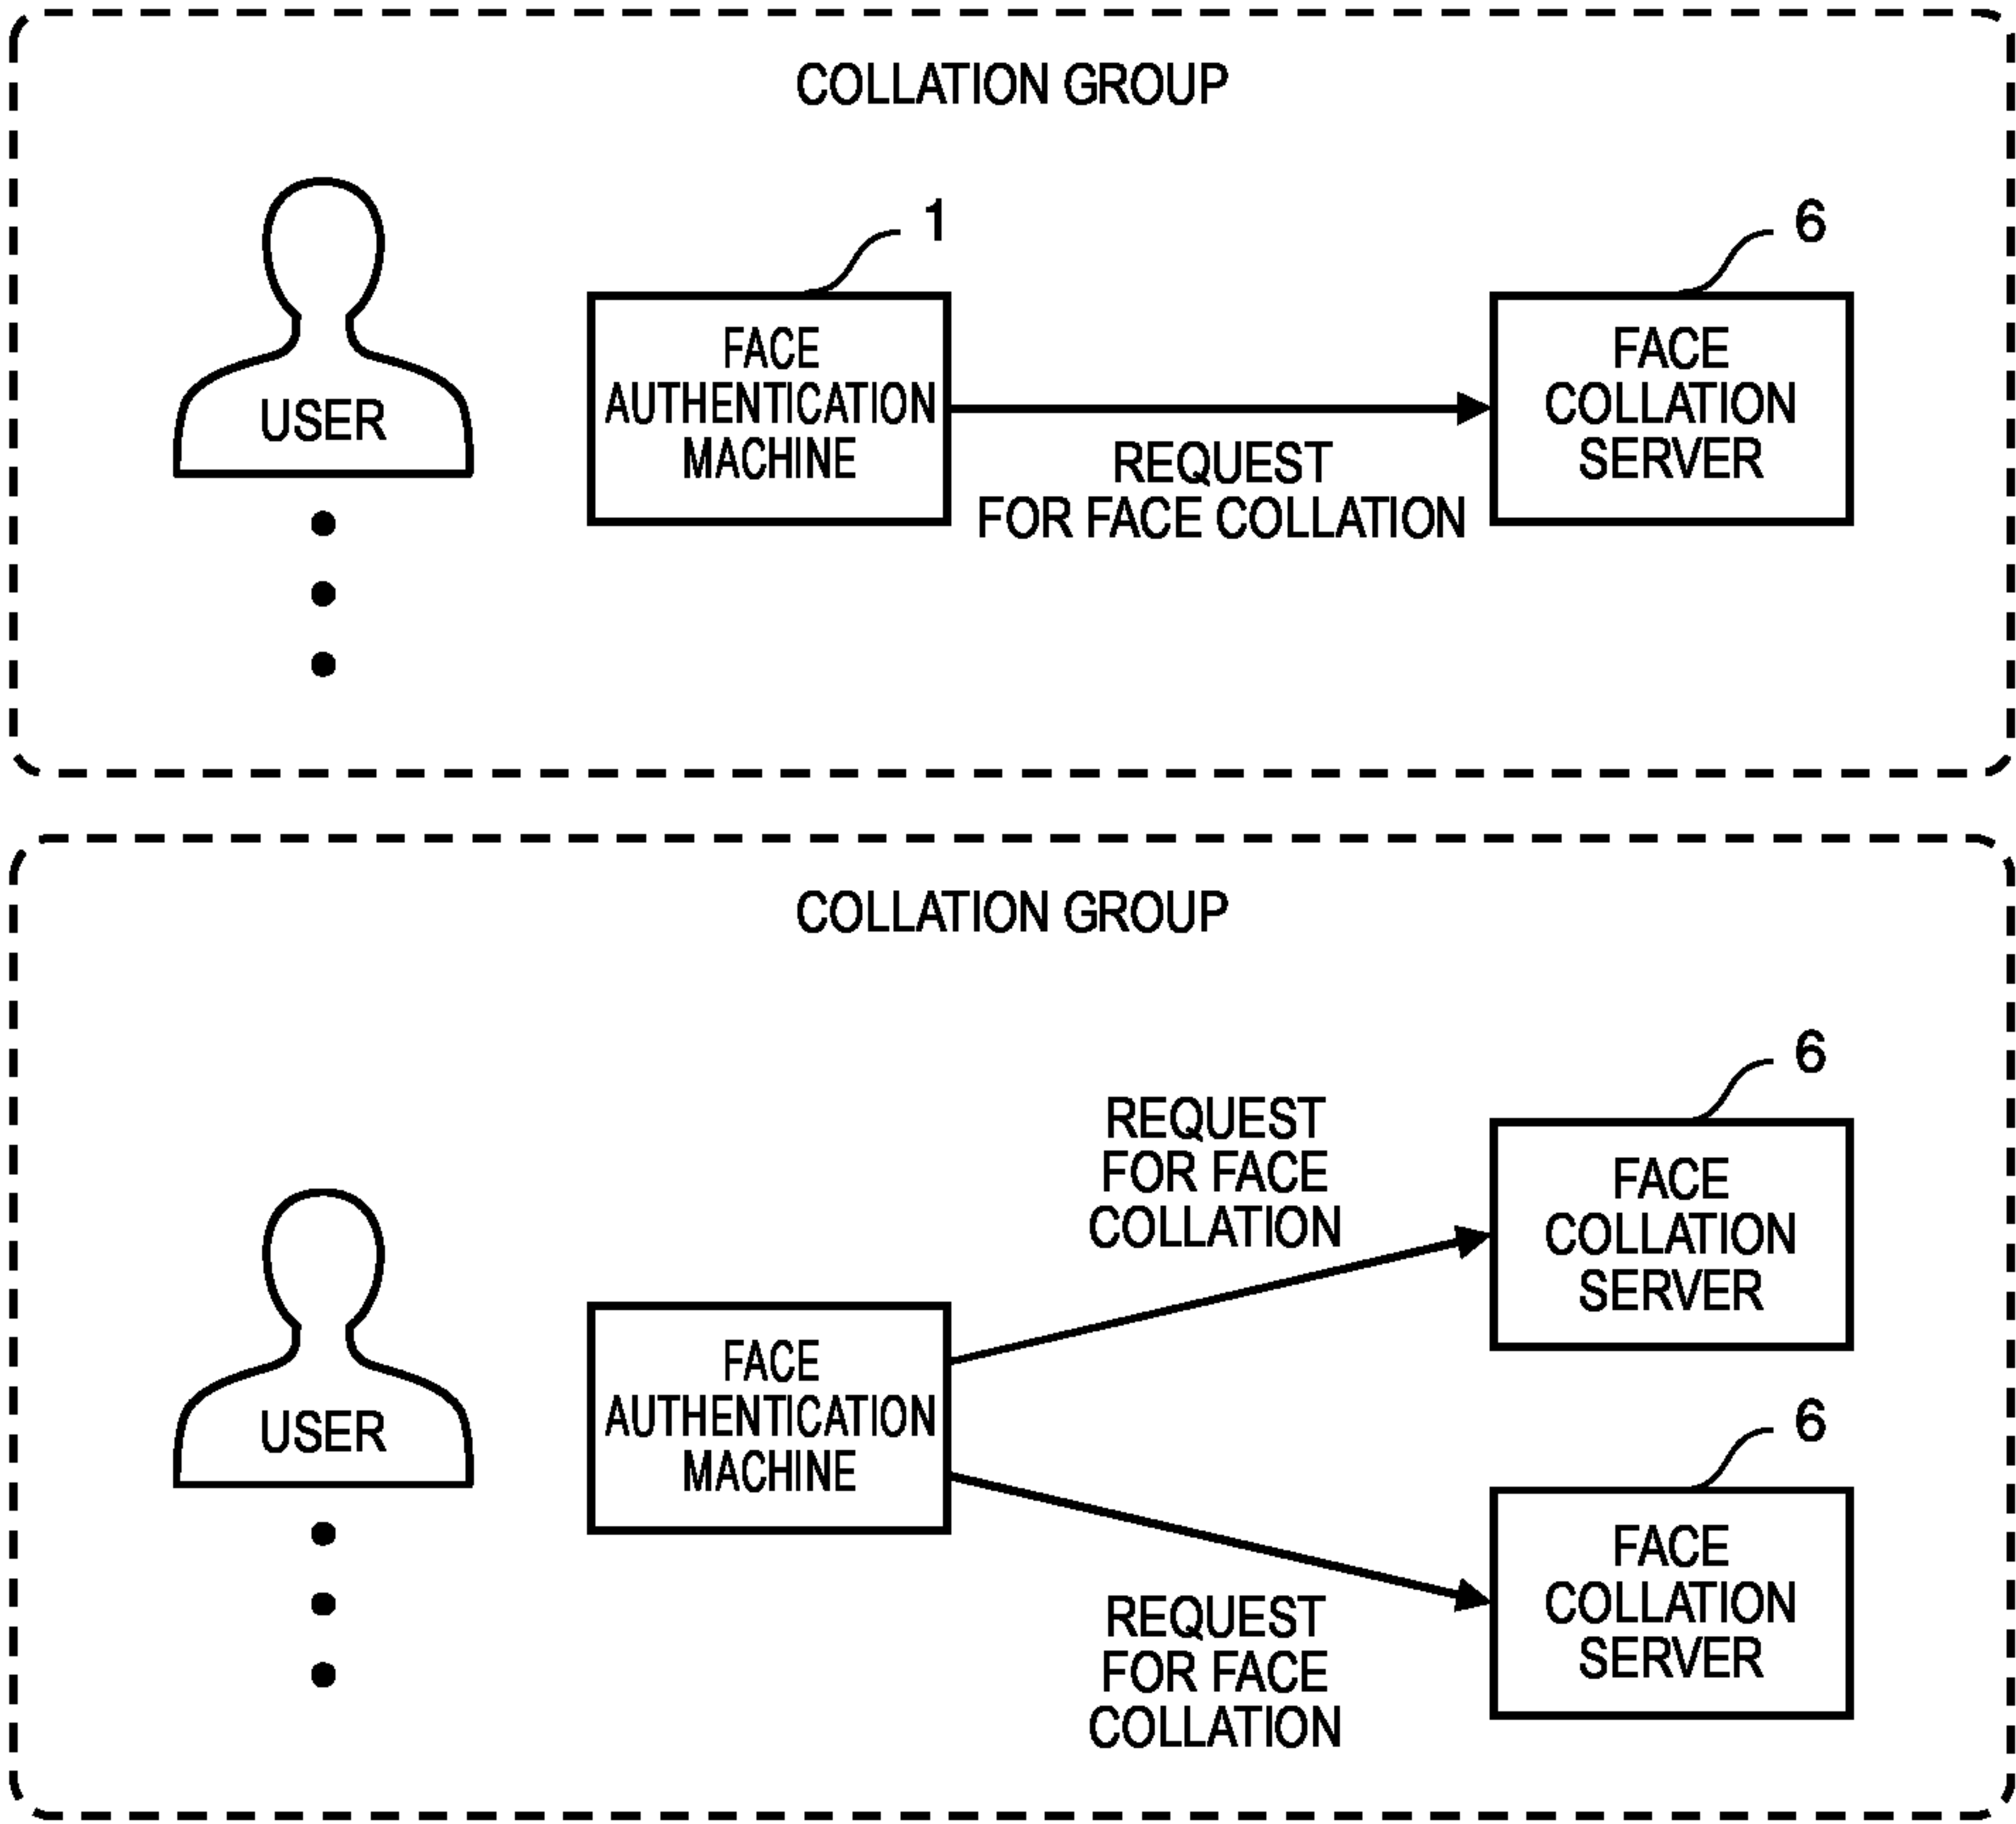 COLLATION GROUP
1
6
USER
FACE
AUTHENTICATION
MACHINE
REQUEST
FOR FACE COLLATION
FACE
COLLATION
SERVER
COLLATION GROUP
6
REQUEST
FOR FACE
COLLATION
FACE
COLLATION
SERVER
USER
FACE
AUTHENTICATION
MACHINE
6
REQUEST
FOR FACE
COLLATION
FACE
COLLATION
SERVER